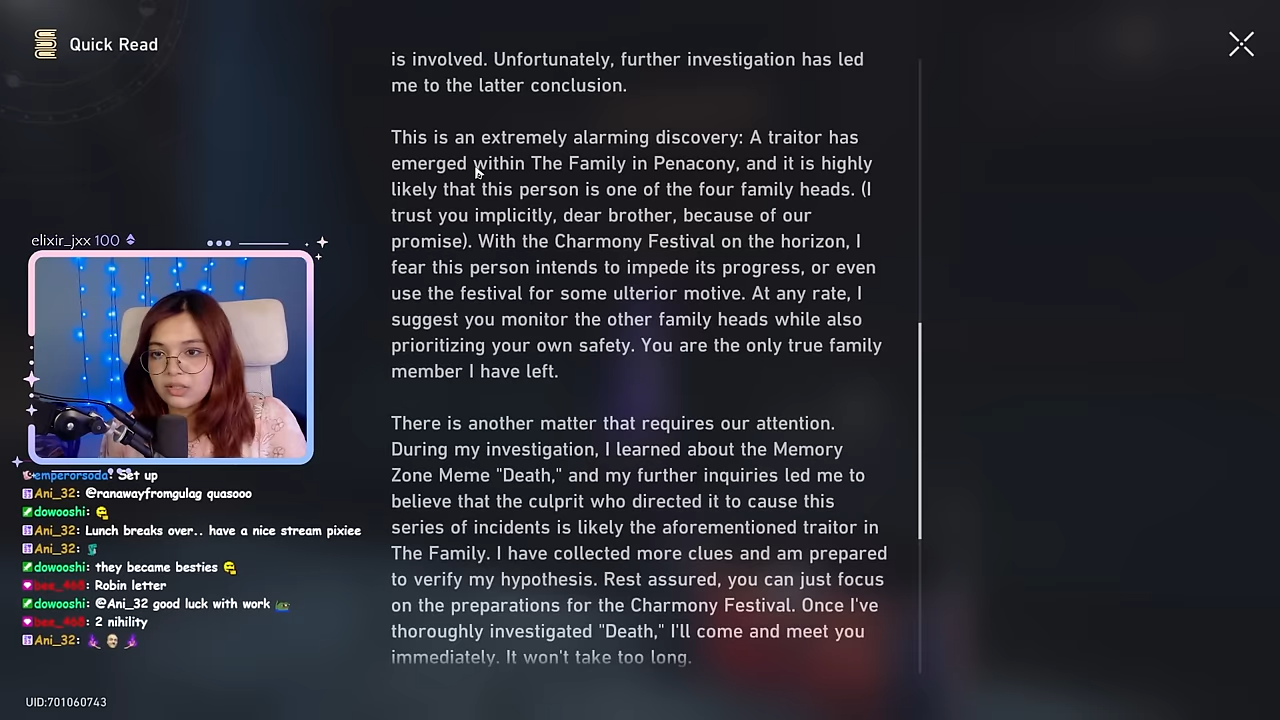 Quick Read
is involved. Unfortunately, further investigation has led
me to the latter conclusion.
This is an extremely alarming discovery: A traitor has
emerged within The Family in Penacony, and it is highly
likely that this person is one of the four family heads. (I
trust you implicitly, dear brother, because of our
promise). With the Charmony Festival on the horizon, I
fear this person intends to impede its progress, or even
use the festival for some ulterior motive. At any rate, I
suggest you monitor the other family heads while also
prioritizing your own safety. You are the only true family
member I have left.
There is another matter that requires our attention.
During my investigation, I learned about the Memory
Zone Meme "Death," and my further inquiries led me to
believe that the culprit who directed it to cause this
series of incidents is likely the aforementioned traitor in
The Family. I have collected more clues and am prepared
to verify my hypothesis. Rest assured, you can just focus
on the preparations for the Charmony Festival. Once I've
thoroughly investigated "Death," I'll come and meet you
immediately. It won't take too long.
elixir_jxx 100
emperorsoda: Set up
Ani_32: @ranawayfromgulag quasooo
dowooshi:
Ani_32: Lunch breaks over.. have a nice stream pixiee
Ani_32:
dowooshi: they became besties
bee_468: Robin letter
dowooshi: @Ani_32 good luck with work
bee_468: 2 nihility
Ani_32:
UID:701060743